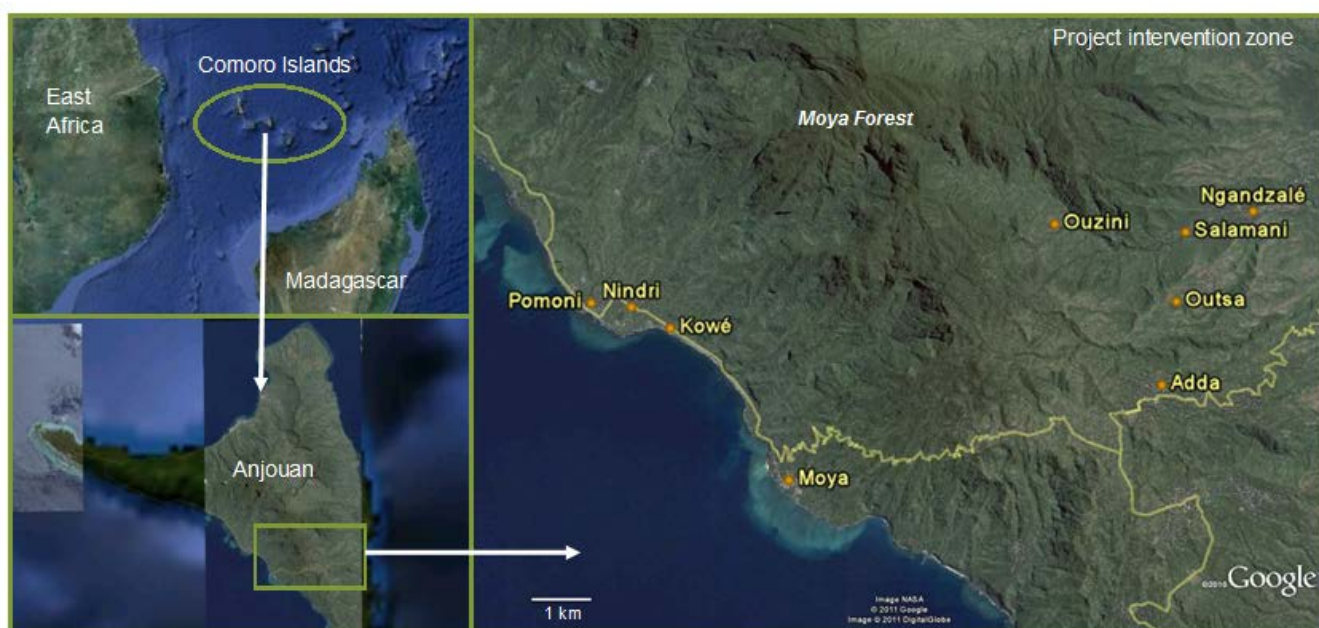 Comoro Islands
East
Africa
Madagascar
Anjouan
Project intervention zone
Moya Forest
Ngandzalé
Ouzini
Salamani
Pomoni
Nindri
Outsa
Kowé
Adda
Moya
1 km
Image NASA
© 2011 Google
Image © 2011 DigitalGlobe
©2010 Google